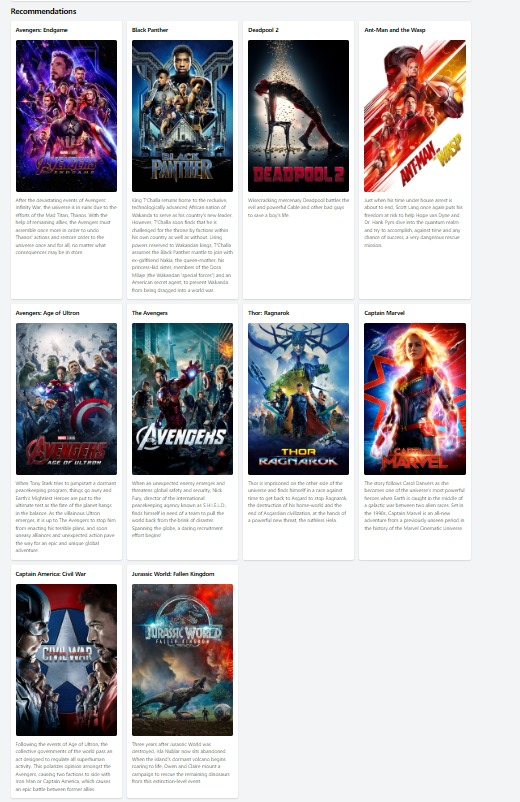 Recommendations
Avengers: Endgame
AVENGERS
ENDGAME
After the devastating events of Avengers:
Infinity War, the universe is in ruins due to the
efforts of the Mad Titan, Thanos. With the
help of remaining allies, the Avengers must
assemble once more in order to undo
Thanos' actions and restore order to the
universe once and for all, no matter what
consequences may be in store.
Black Panther
BLACK
PANTHER
King T'Challa returns home to the reclusive,
technologically advanced African nation of
Wakanda to serve as his country's new leader.
However, T'Challa soon finds that he is
challenged for the throne by factions within
his own country as well as without. Using
powers reserved to Wakandan kings, T'Challa
assumes the Black Panther mantle to join with
ex-girlfriend Nakia, the queen-mother, his
princess-kid sister, members of the Dora
Milaje (the Wakandan 'special forces') and an
American secret agent, to prevent Wakanda
from being dragged into a world war.
Deadpool 2
DEADPOOL 2
Wisecracking mercenary Deadpool battles the
evil and powerful Cable and other bad guys
to save a boy's life.
Ant-Man and the Wasp
ANT-MAN AND THE WASP
Just when his time under house arrest is
about to end, Scott Lang once again puts his
freedom at risk to help Hope van Dyne and
Dr. Hank Pym dive into the quantum realm
and try to accomplish, against time and any
chance of success, a very dangerous rescue
mission.
Avengers: Age of Ultron
AVENGERS
AGE OF ULTRON
When Tony Stark tries to jumpstart a dormant
peacekeeping program, things go awry and
Earth's Mightiest Heroes are put to the
ultimate test as the fate of the planet hangs
in the balance. As the villainous Ultron
emerges, it is up to The Avengers to stop him
from enacting his terrible plans, and soon
uneasy alliances and unexpected action pave
the way for an epic and unique global
adventure.
The Avengers
AVENGERS
When an unexpected enemy emerges and
threatens global safety and security, Nick
Fury, director of the international
peacekeeping agency known as S.H.I.E.L.D.,
finds himself in need of a team to pull the
world back from the brink of disaster.
Spanning the globe, a daring recruitment
effort begins!
Thor: Ragnarok
THOR
RAGNAROK
Thor is imprisoned on the other side of the
universe and finds himself in a race against
time to get back to Asgard to stop Ragnarok,
the destruction of his home-world and the
end of Asgardian civilization, at the hands of
a powerful new threat, the ruthless Hela.
Captain Marvel
CAPTAIN
MARVEL
The story follows Carol Danvers as she
becomes one of the universe's most powerful
heroes when Earth is caught in the middle of
a galactic war between two alien races. Set in
the 1990s, Captain Marvel is an all-new
adventure from a previously unseen period in
the history of the Marvel Cinematic Universe.
Captain America: Civil War
CIVIL WAR
Following the events of Age of Ultron, the
collective governments of the world pass an
act designed to regulate all superhuman
activity. This polarizes opinion amongst the
Avengers, causing two factions to side with
Iron Man or Captain America, which causes
an epic battle between former allies.
Jurassic World: Fallen Kingdom
JURASSIC WORLD
FALLEN KINGDOM
Three years after Jurassic World was
destroyed, Isla Nublar now sits abandoned.
When the island's dormant volcano begins
roaring to life, Owen and Claire mount a
campaign to rescue the remaining dinosaurs
from this extinction-level event.